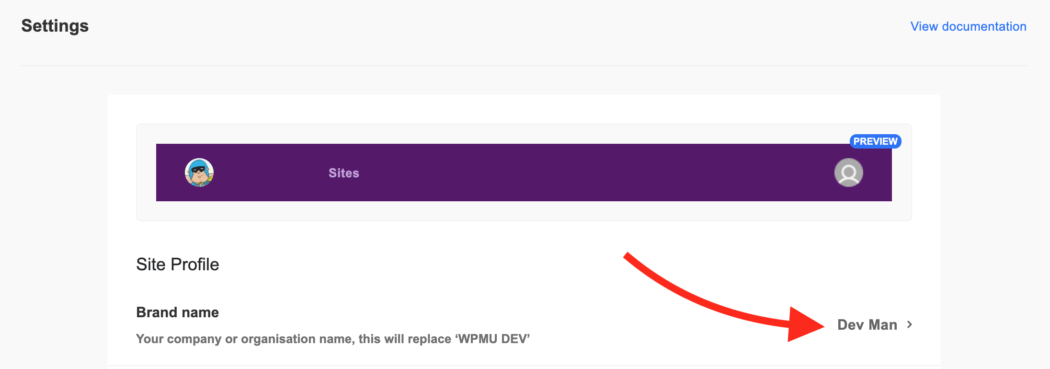 Settings
View documentation
PREVIEW
Sites
Site Profile
Brand name
Your company or organisation name, this will replace ‘WPMU DEV’
Dev Man